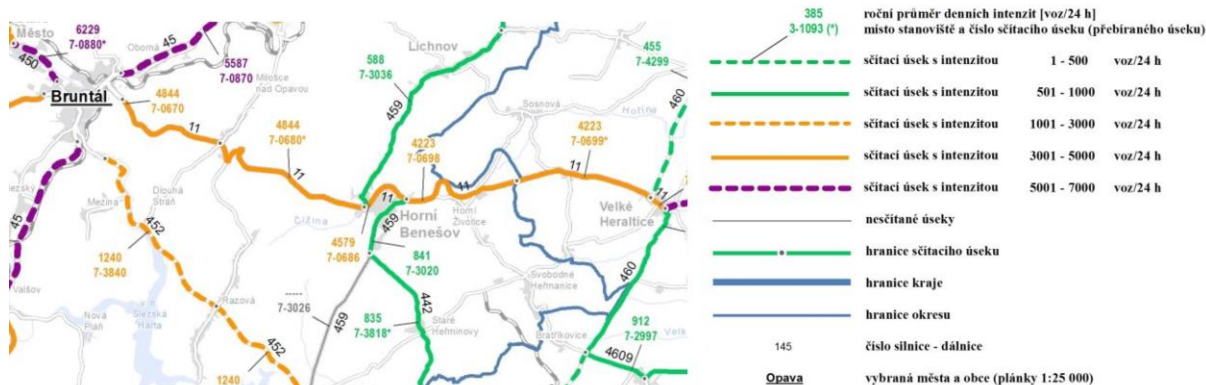 Město
6229
7-0880*
45
Oborná
5587
7-0870
450
Bruntál
Milotice
nad Opavou
4844
7-0670
11
4844
7-0680*
11
45
Mezina
Dlouhá
Stráň
452
1240
7-3840
Valšov
Nová
Pláň
Slezská
Harta
Razová
452
1240
Lichnov
588
7-3036
459
455
7-4299
Sosnová
Hořina
460
4223
7-0698
4223
7-0699*
11
11
11
11
Čižina
Horní
Benešov
Horní
Životice
Velké
Heraltice
4579
7-0686
459
841
7-3020
-----
7-3026
459
835
7-3818*
442
Staré
Heřminovy
Svobodné
Heřmanice
460
Bratříkovice
912
7-2997
4609
385
3-1093 (*)
roční průměr denních intenzit [voz/24 h]
místo stanoviště a číslo sčítacího úseku (přebíraného úseku)
sčítací úsek s intenzitou 1 - 500 voz/24 h
sčítací úsek s intenzitou 501 - 1000 voz/24 h
sčítací úsek s intenzitou 1001 - 3000 voz/24 h
sčítací úsek s intenzitou 3001 - 5000 voz/24 h
sčítací úsek s intenzitou 5001 - 7000 voz/24 h
nesčítané úseky
hranice sčítacího úseku
hranice kraje
hranice okresu
145 číslo silnice - dálnice
Opava vybraná města a obce (plánky 1:25 000)